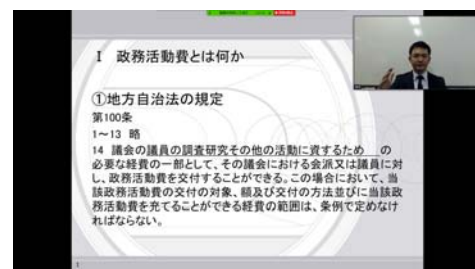 Ⅰ 政務活動費とは何か
①地方自治法の規定
第100条
1～13 略
14 議会の議員の調査研究その他の活動に資するため の
必要な経費の一部として、その議会における会派又は議員に対
し、政務活動費を交付することができる。この場合において、当
該政務活動費の交付の対象、額及び交付の方法並びに当該政
務活動費を充てることができる経費の範囲は、条例で定めなけ
ればならない。
1